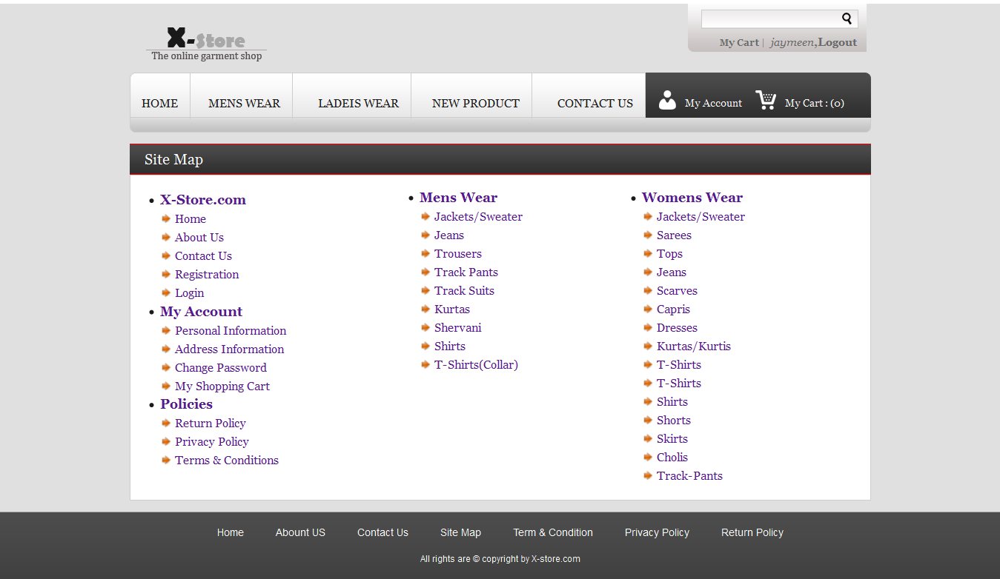 X-Store
The online garment shop
My Cart | jaymeen,Logout
HOME MENS WEAR LADEIS WEAR NEW PRODUCT CONTACT US My Account My Cart : (0)
Site Map
X-Store.com
Home
About Us
Contact Us
Registration
Login
My Account
Personal Information
Address Information
Change Password
My Shopping Cart
Policies
Return Policy
Privacy Policy
Terms & Conditions
Mens Wear
Jackets/Sweater
Jeans
Trousers
Track Pants
Track Suits
Kurtas
Shervani
Shirts
T-Shirts(Collar)
Womens Wear
Jackets/Sweater
Sarees
Tops
Jeans
Scarves
Capris
Dresses
Kurtas/Kurtis
T-Shirts
T-Shirts
Shirts
Shorts
Skirts
Cholis
Track-Pants
Home Abount US Contact Us Site Map Term & Condition Privacy Policy Return Policy
All rights are © copyright by X-store.com